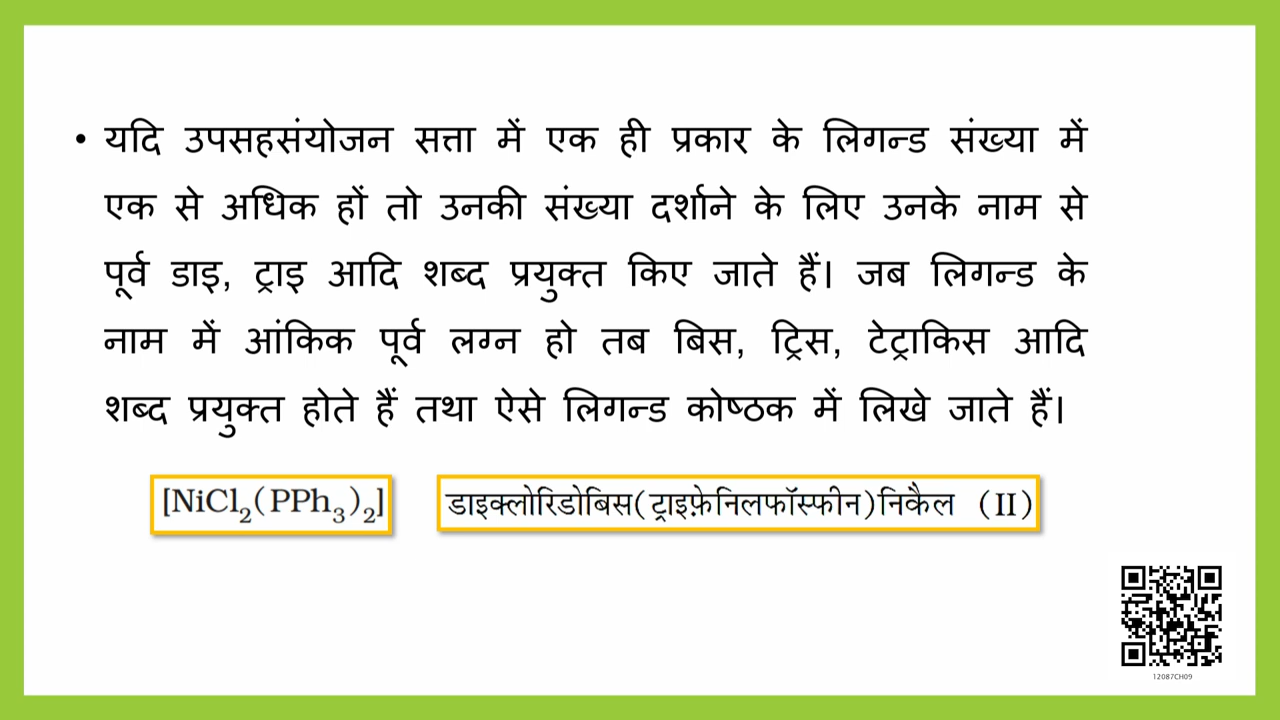 • यदि उपसहसंयोजन सत्ता में एक ही प्रकार के लिगन्ड संख्या में
एक से अधिक हों तो उनकी संख्या दर्शाने के लिए उनके नाम से
पूर्व डाइ, ट्राइ आदि शब्द प्रयुक्त किए जाते हैं। जब लिगन्ड के
नाम में आंकिक पूर्व लग्न हो तब बिस, ट्रिस, टेट्राकिस आदि
शब्द प्रयुक्त होते हैं तथा ऐसे लिगन्ड कोष्ठक में लिखे जाते हैं।
[NiCl₂(PPh₃)₂]
डाइक्लोरिडोबिस(ट्राइफ़ेनिलफॉस्फीन)निकैल (II)
12087CH09